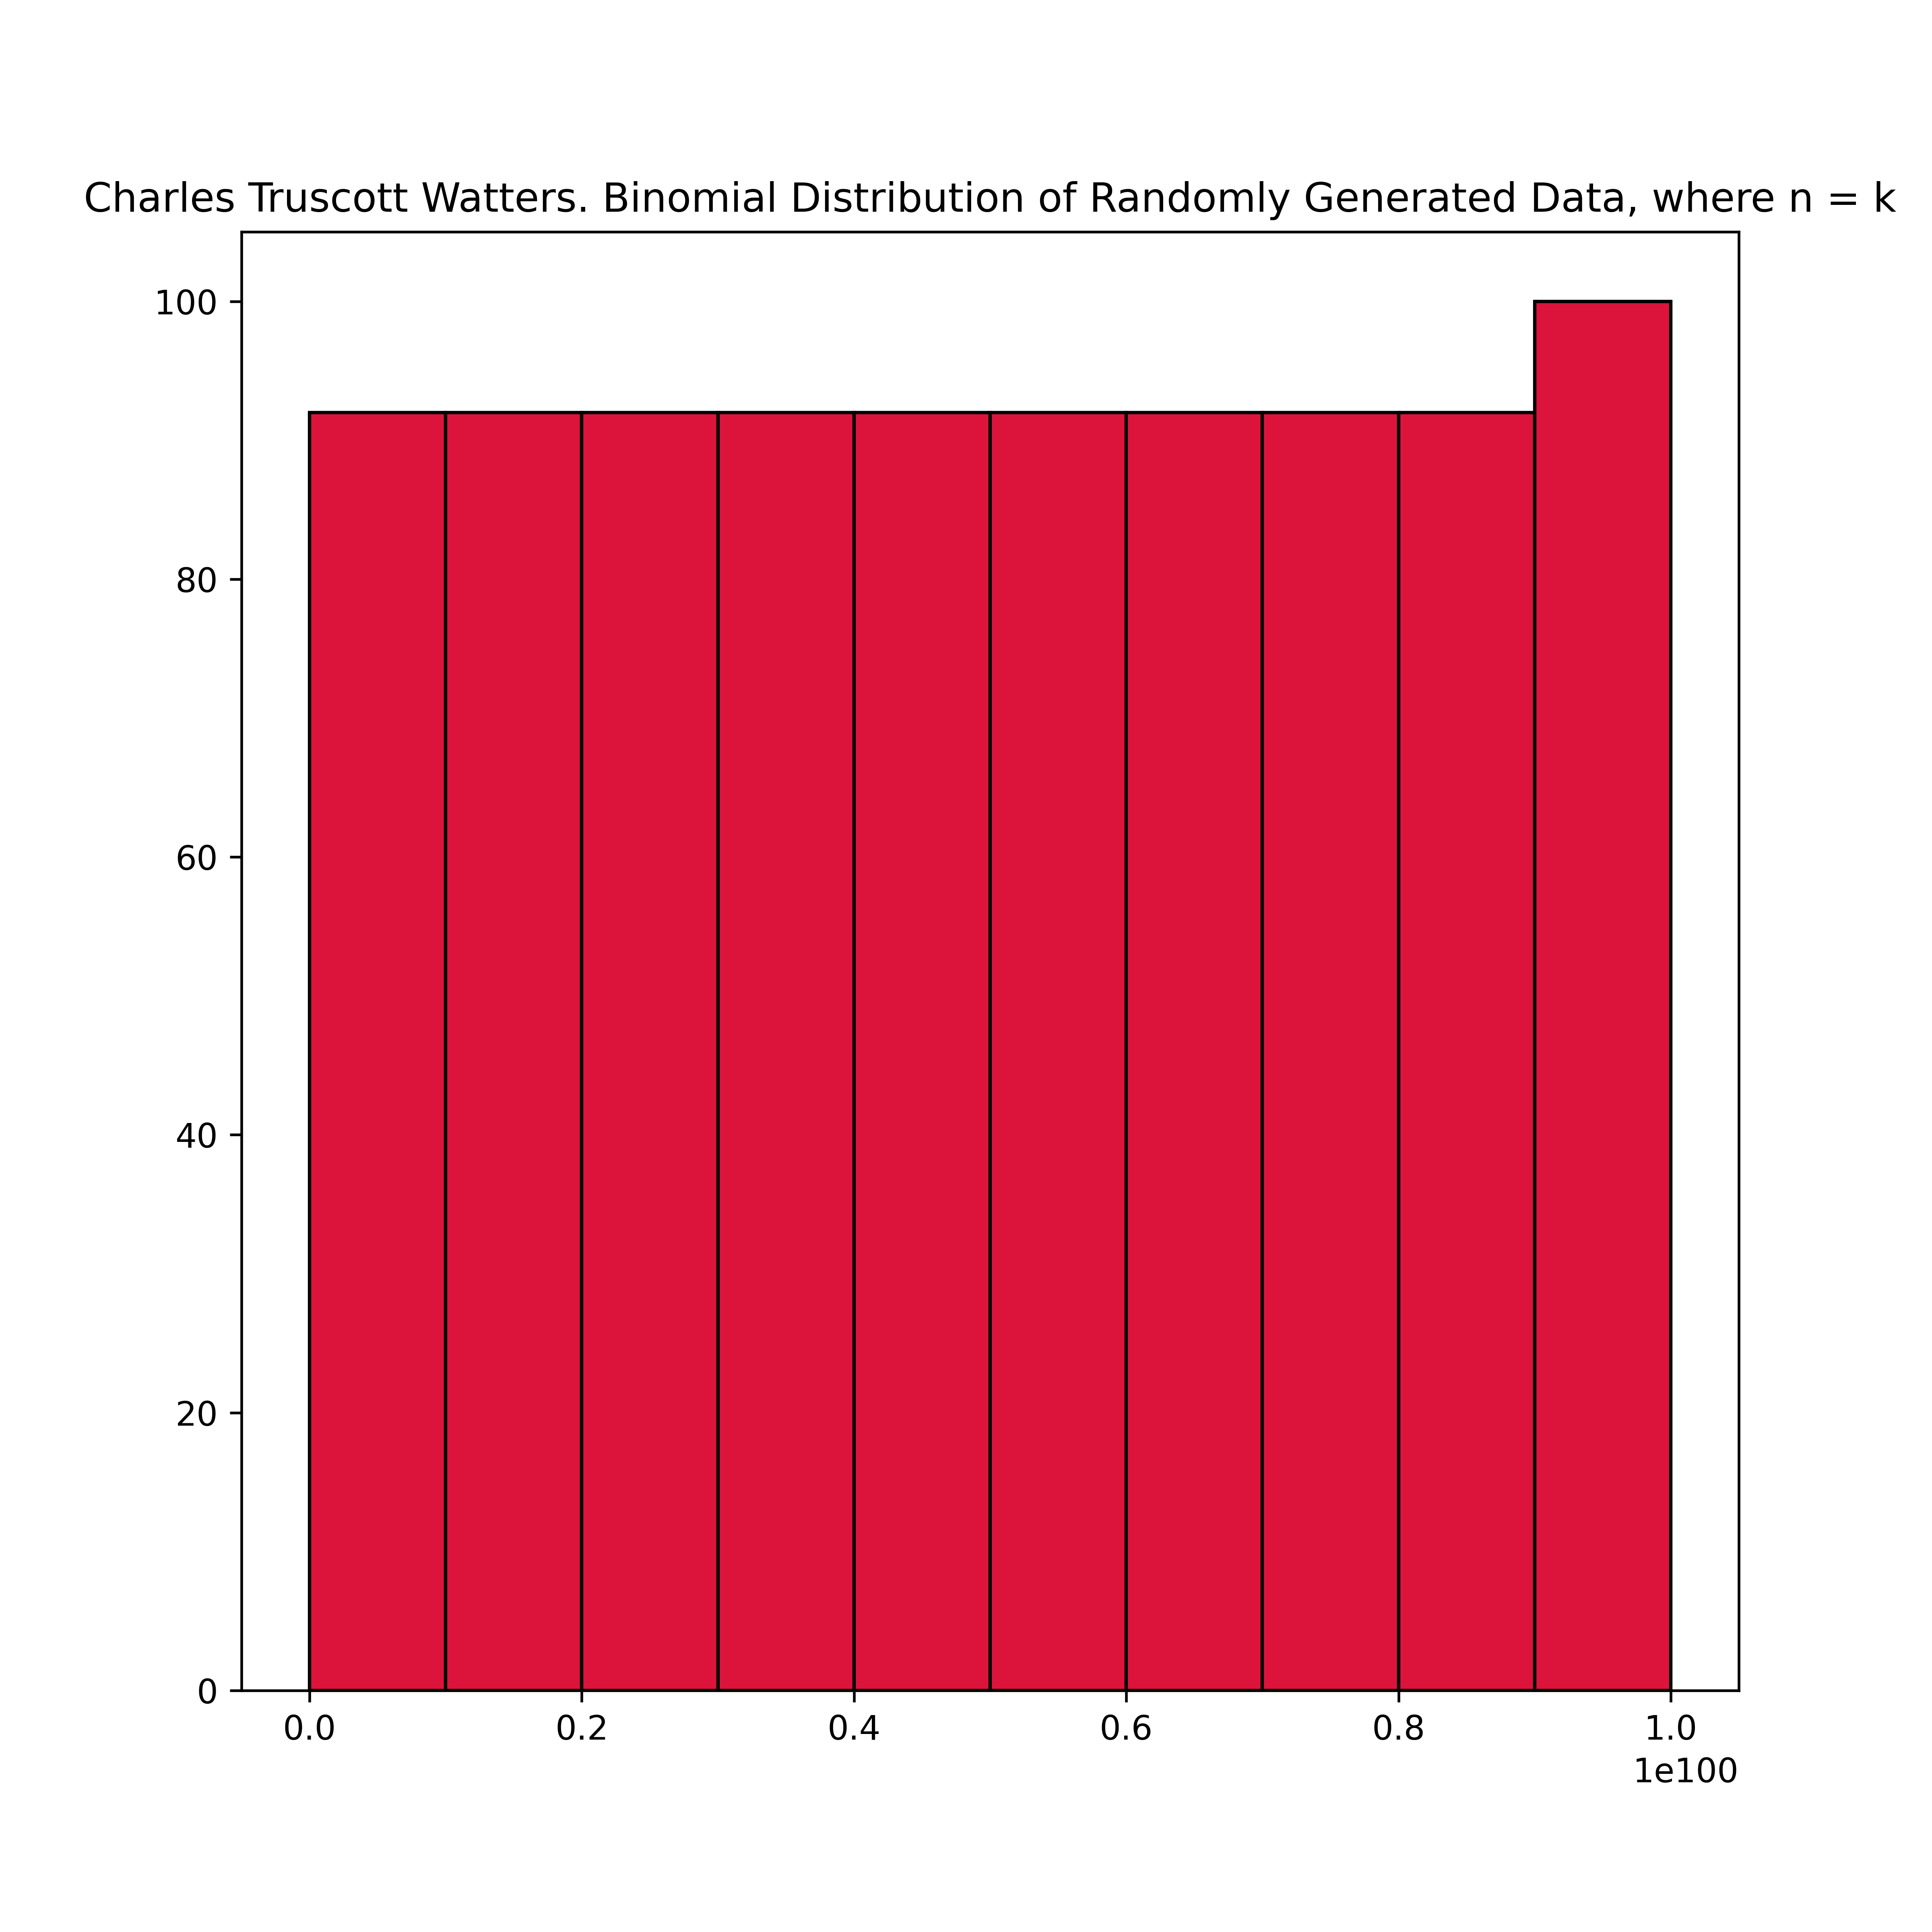 Charles Truscott Watters. Binomial Distribution of Randomly Generated Data, where n = k
100
80
60
40
20
0
0.0 0.2 0.4 0.6 0.8 1.0
1e100